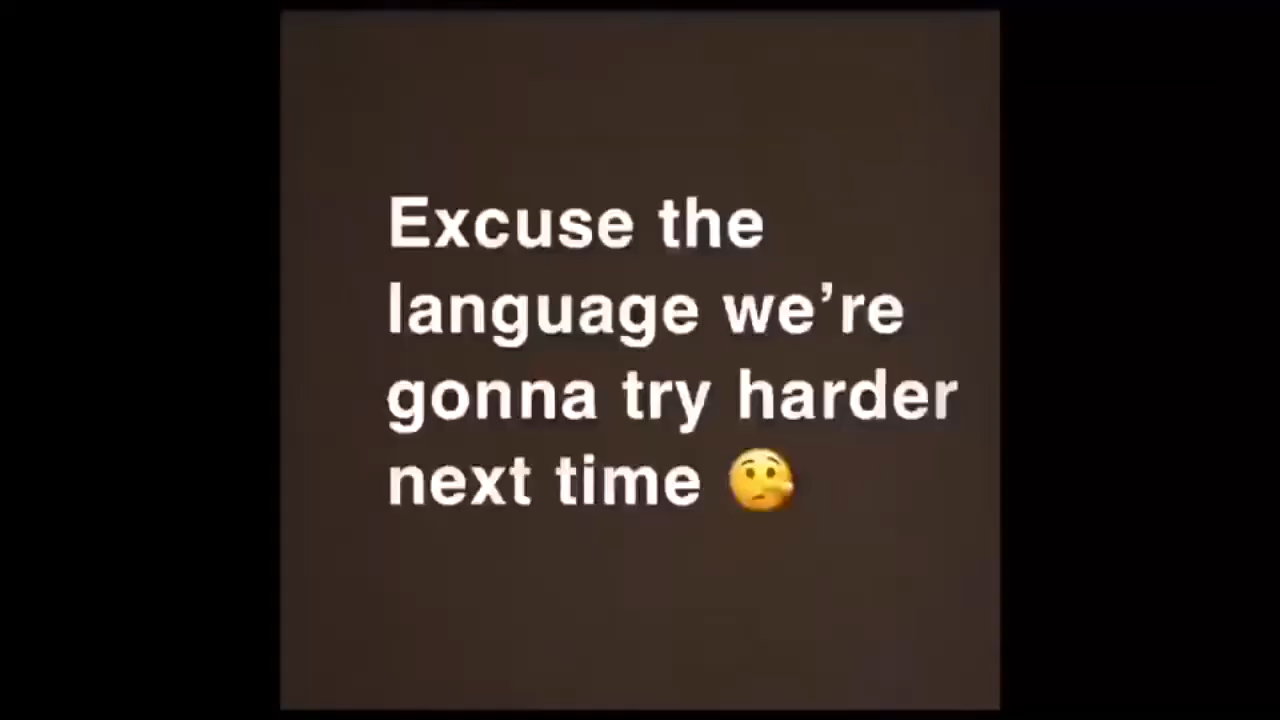 Excuse the
language we’re
gonna try harder
next time 🤥